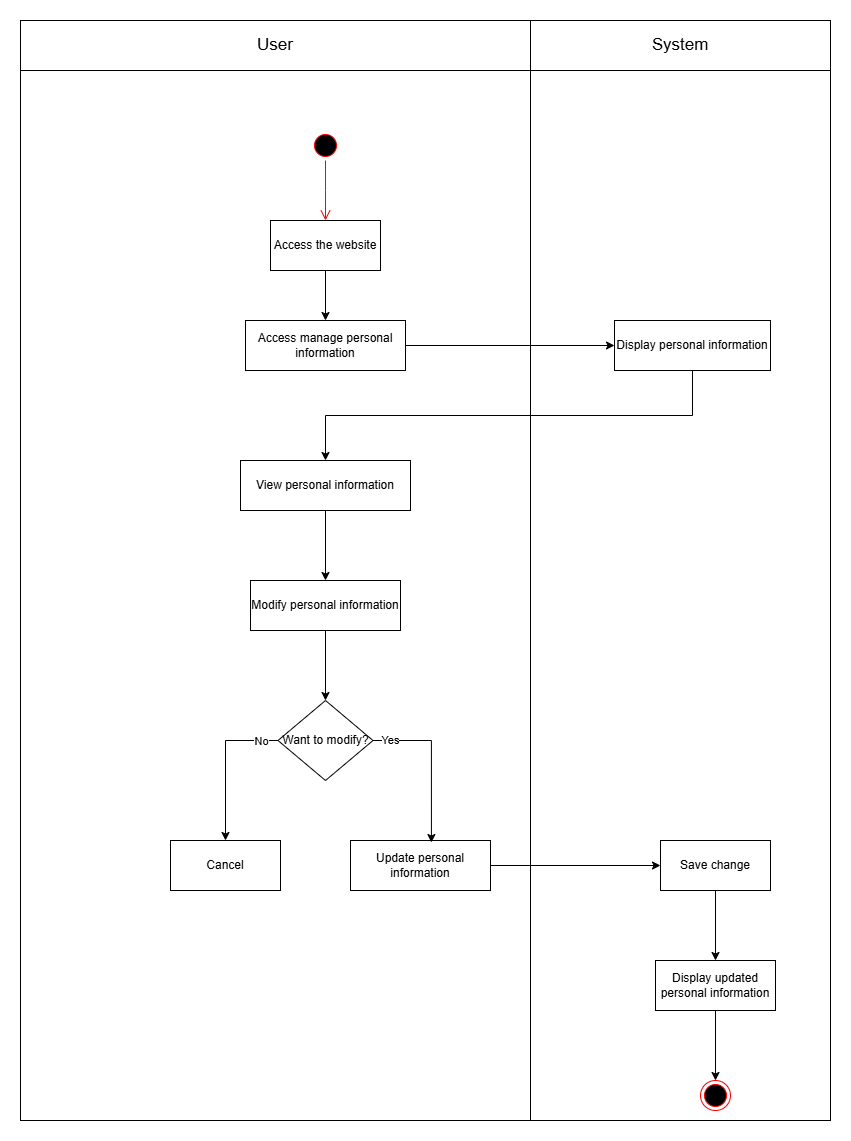 User
System
Access the website
Access manage personal
information
Display personal information
View personal information
Modify personal information
Want to modify?
No
Yes
Cancel
Update personal
information
Save change
Display updated
personal information